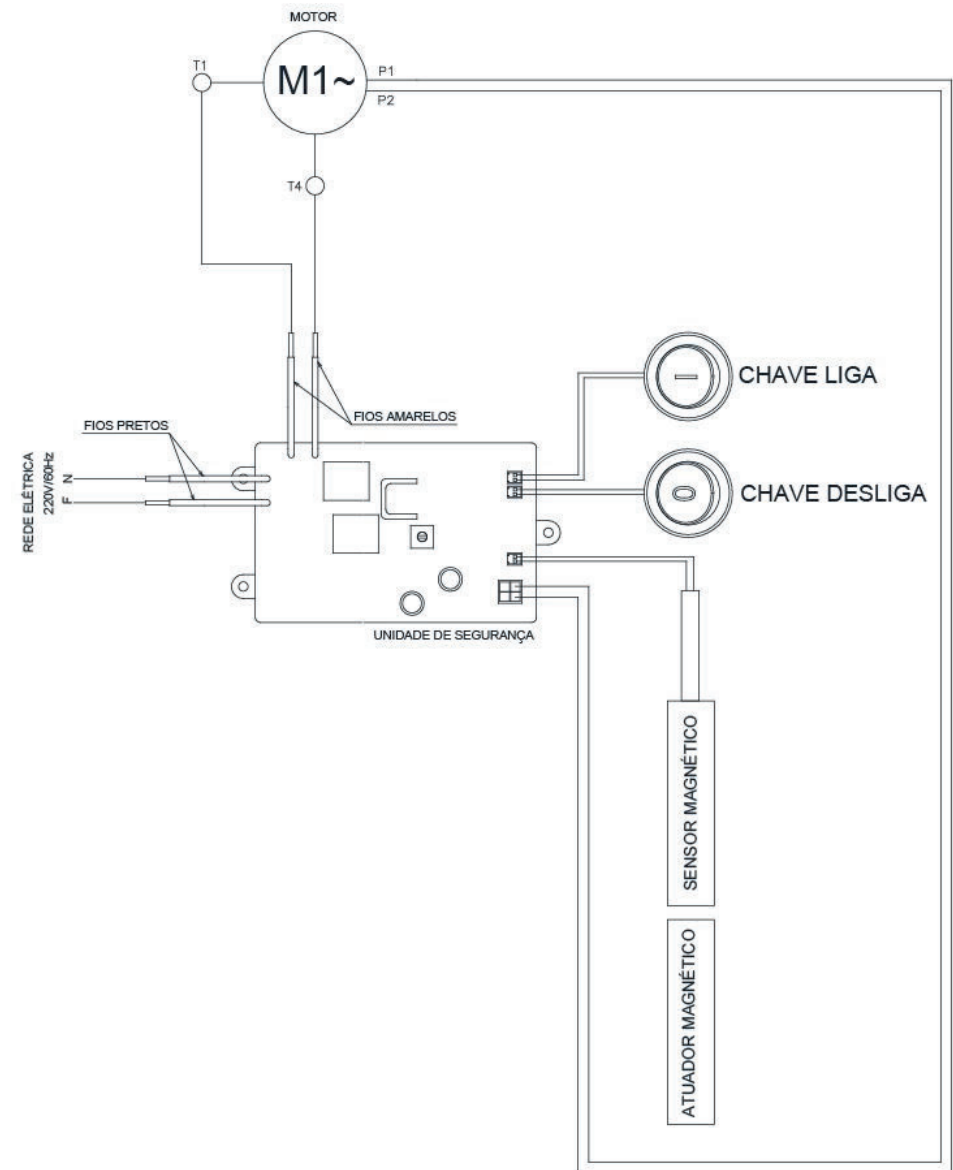 MOTOR
T1
M1~
P1
P2
T4
CHAVE LIGA
FIOS AMARELOS
FIOS PRETOS
REDE ELÉTRICA
220V/60Hz
N
F
CHAVE DESLIGA
UNIDADE DE SEGURANÇA
SENSOR MAGNÉTICO
ATUADOR MAGNÉTICO